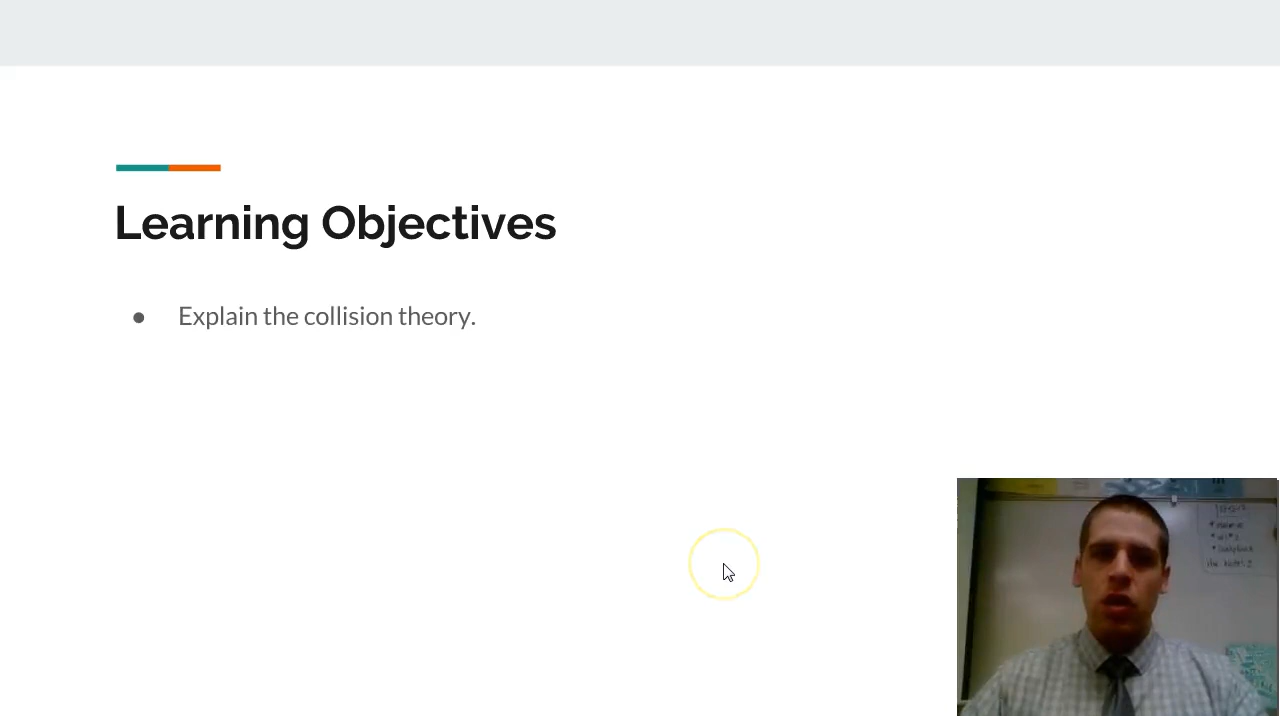 Learning Objectives
● Explain the collision theory.